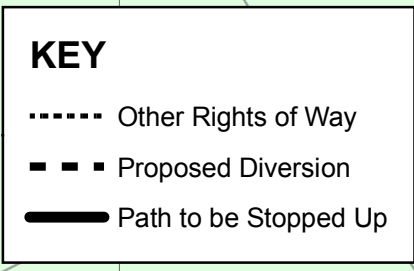 KEY
Other Rights of Way
Proposed Diversion
Path to be Stopped Up